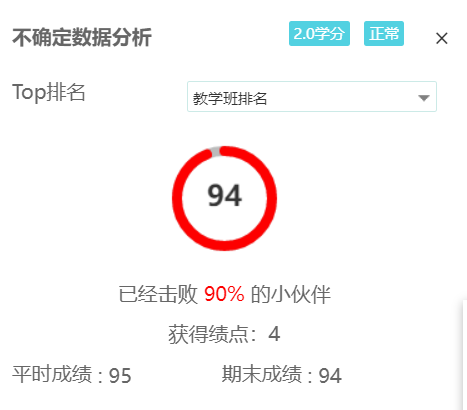 不确定数据分析 2.0学分 正常 ×
Top排名 教学班排名
94
已经击败 90% 的小伙伴
获得绩点：4
平时成绩 : 95 期末成绩 : 94